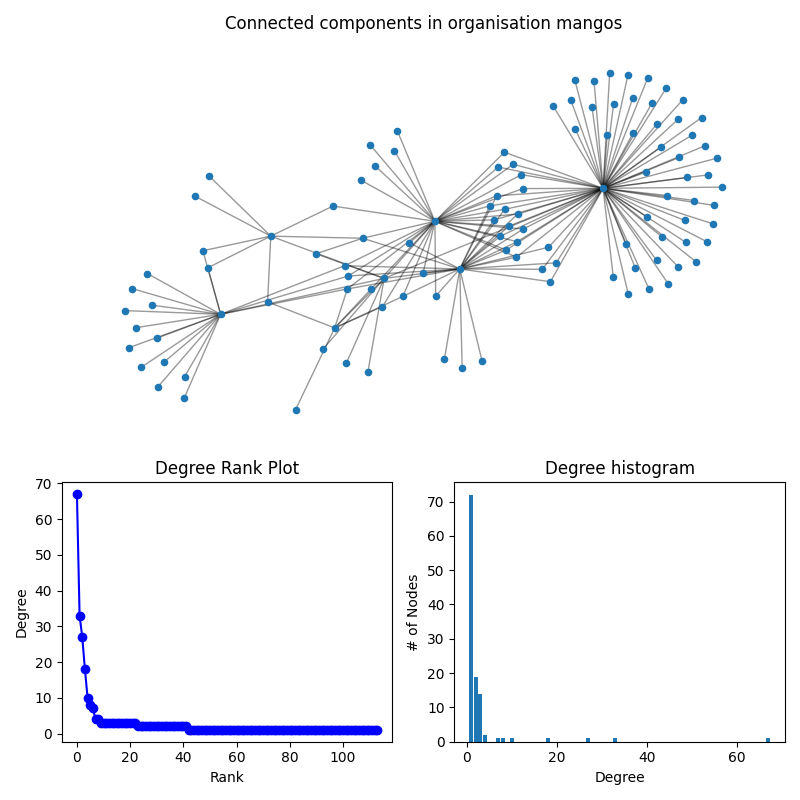 Connected components in organisation mangos
Degree Rank Plot
Degree
70
60
50
40
30
20
10
0
0 20 40 60 80 100
Rank
Degree histogram
# of Nodes
70
60
50
40
30
20
10
0
0 20 40 60
Degree